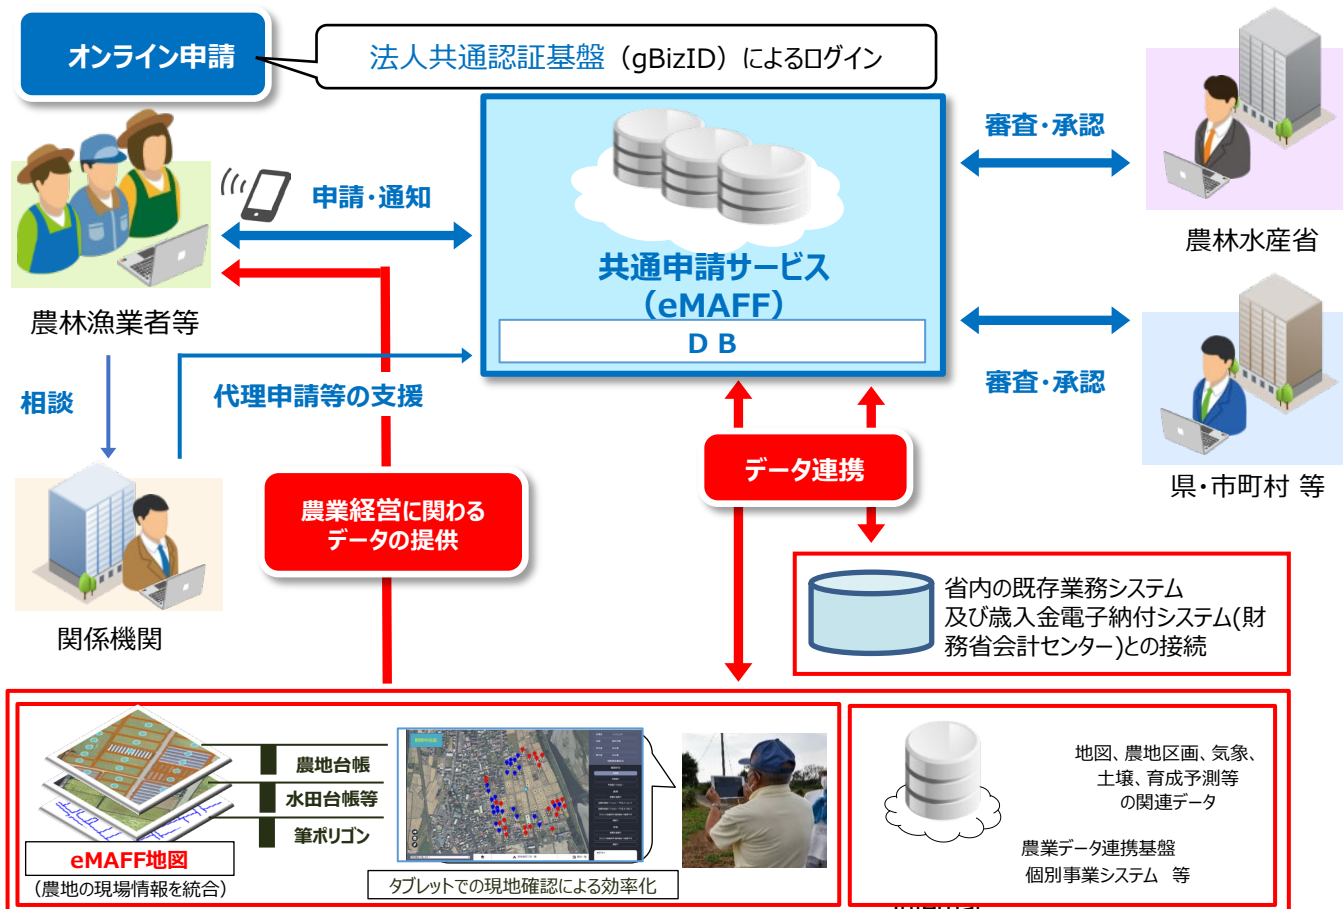 オンライン申請
法人共通認証基盤（gBizID）によるログイン
審査・承認
申請・通知
農林水産省
共通申請サービス
（eMAFF）
ＤＢ
農林漁業者等
審査・承認
相談
代理申請等の支援
データ連携
県・市町村 等
農業経営に関わる
データの提供
省内の既存業務システム
及び歳入金電子納付システム(財
務省会計センター)との接続
関係機関
農地台帳
水田台帳等
筆ポリゴン
eMAFF地図
（農地の現場情報を統合）
タブレットでの現地確認による効率化
地図、農地区画、気象、
土壌、育成予測等
の関連データ
農業データ連携基盤
個別事業システム 等